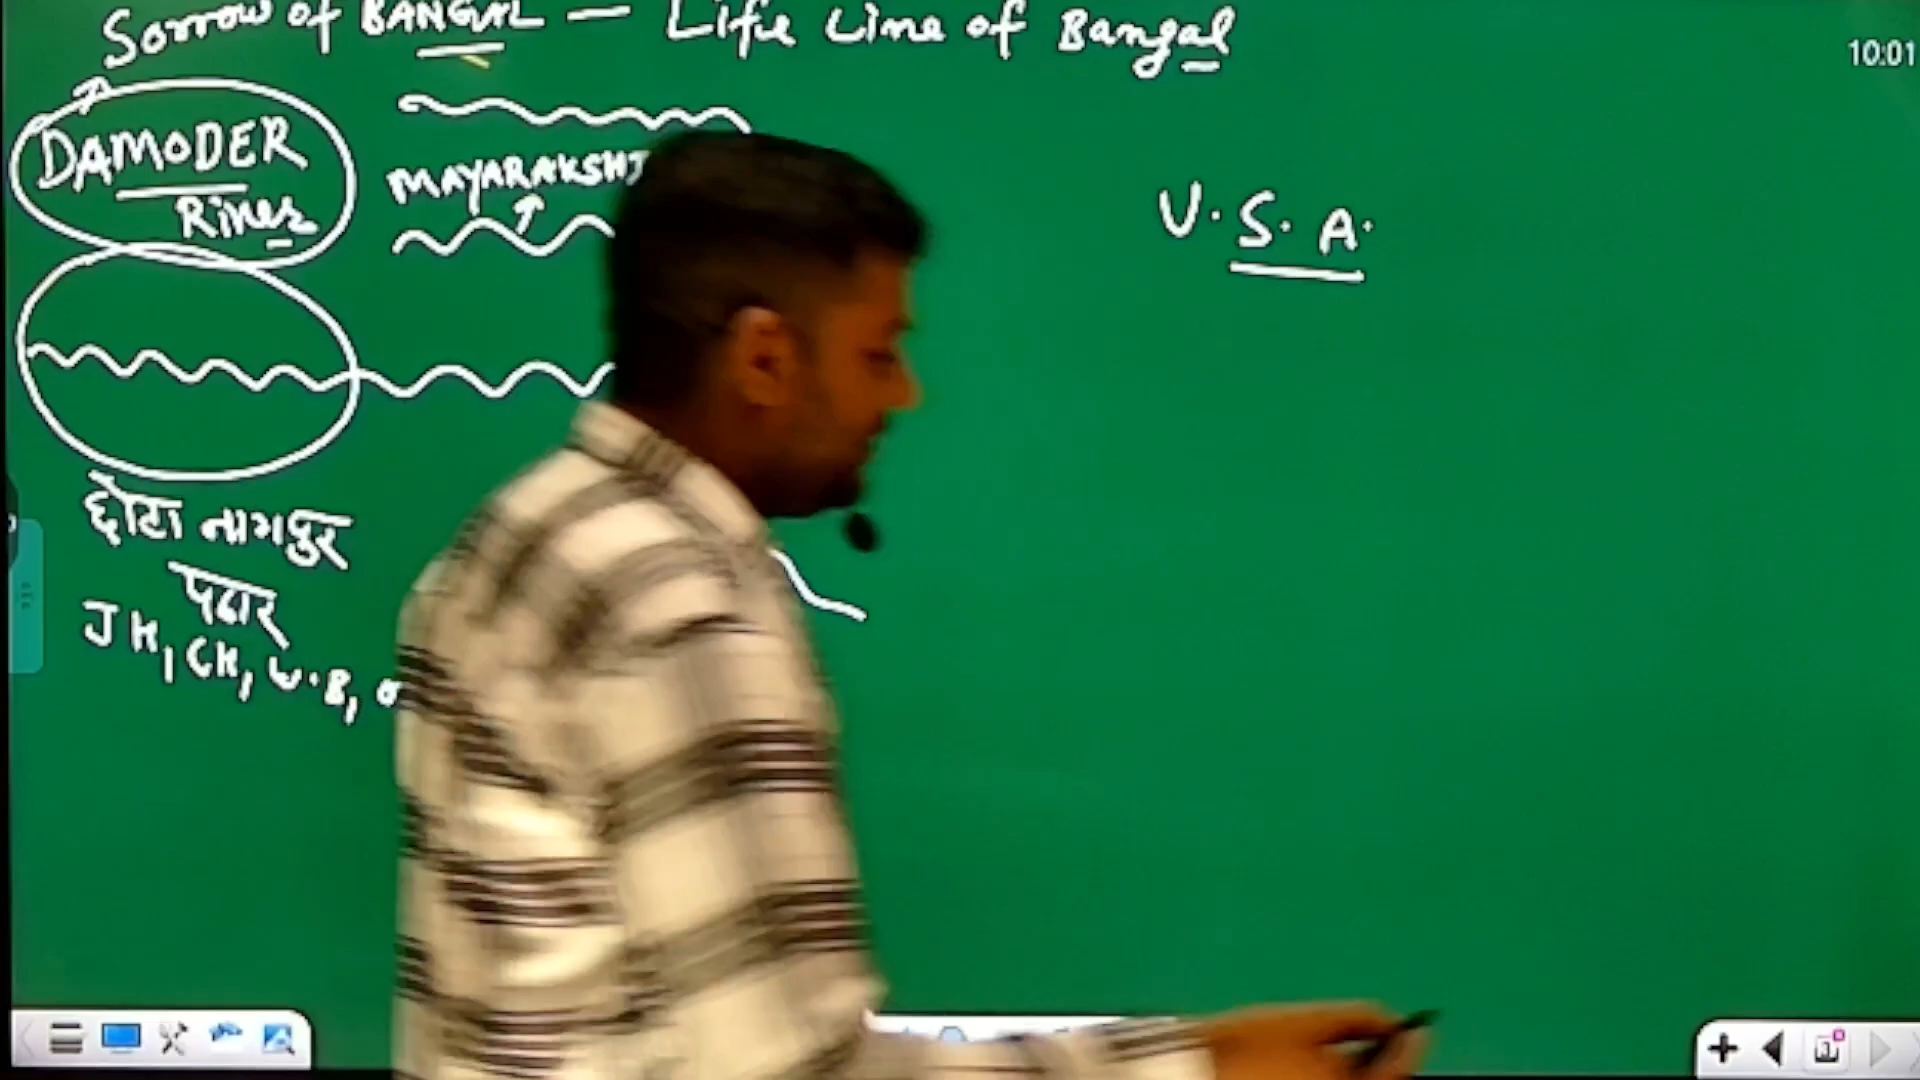 Sorrow of BANGAL — Life Line of Bangal
10:01
DAMODER
River
MAYARAKSHI
U.S.A.
छोटा नागपुर
पठार
JH, CH, W.B, O